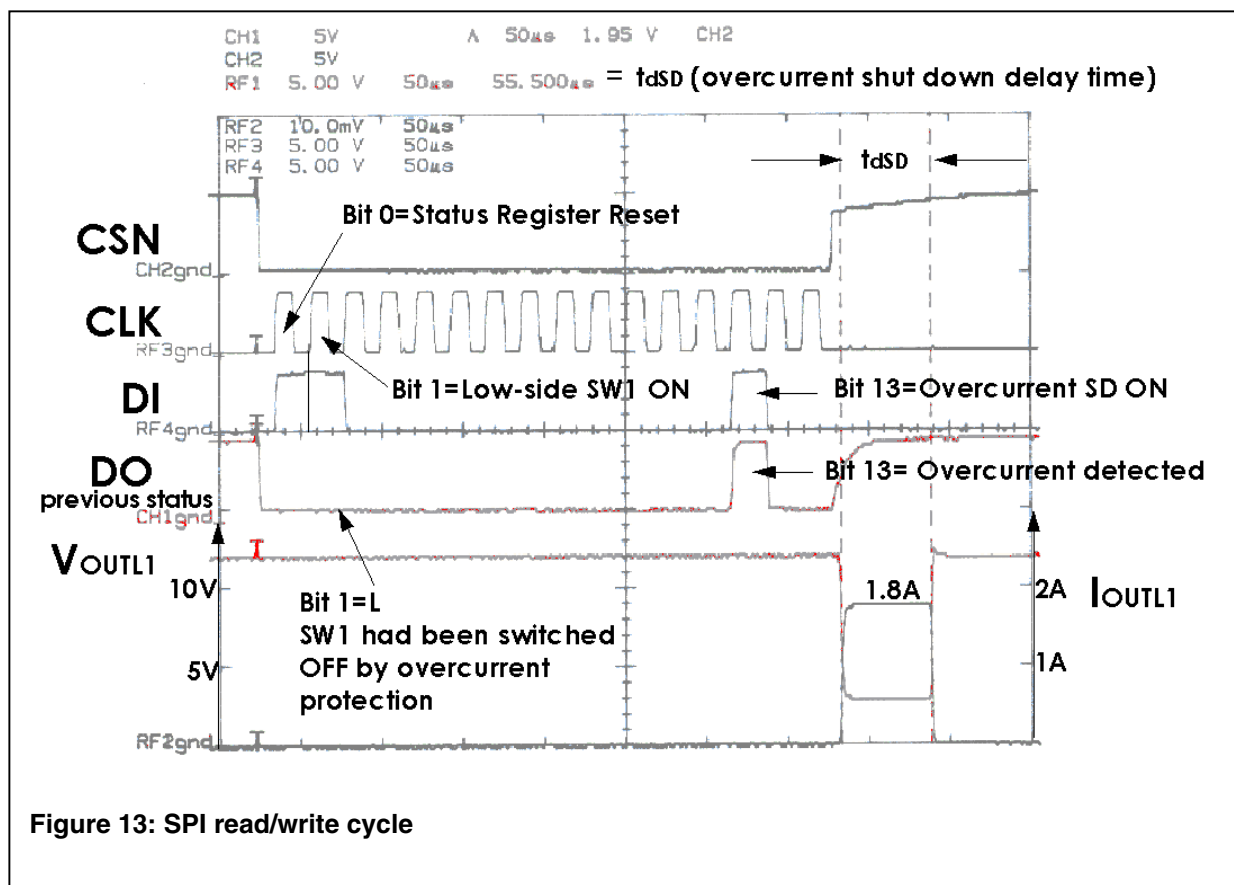 CH1 5V A 50µs 1.95 V CH2
CH2 5V
RF1 5.00 V 50µs 55.500µs = tdSD (overcurrent shut down delay time)
RF2 10.0mV 50µs
RF3 5.00 V 50µs
RF4 5.00 V 50µs
tdSD
Bit 0=Status Register Reset
CSN
CH2gnd
CLK
RF3gnd
Bit 1=Low-side SW1 ON
Bit 13=Overcurrent SD ON
DI
RF4gnd
DO
previous status
Bit 13= Overcurrent detected
CH1gnd
VOUTL1
10V
1.8A
2A
IOUTL1
Bit 1=L
SW1 had been switched
OFF by overcurrent
protection
5V
1A
Figure 13: SPI read/write cycle